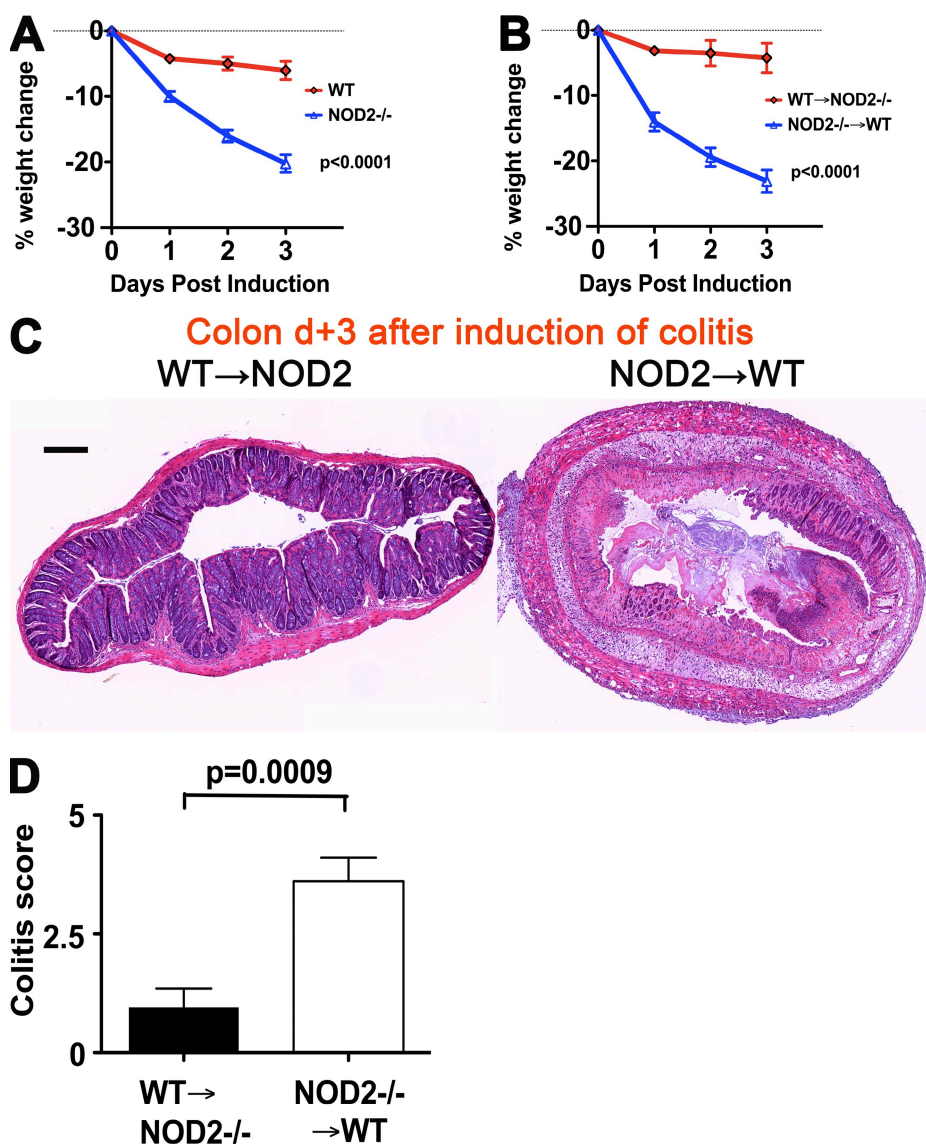 A
% weight change
0
-10
-20
-30
0 1 2 3
Days Post Induction
WT
NOD2-/-
p<0.0001
B
% weight change
0
-10
-20
-30
0 1 2 3
Days Post Induction
WT→NOD2-/-
NOD2-/-→WT
p<0.0001
C
Colon d+3 after induction of colitis
WT→NOD2
NOD2→WT
D
p=0.0009
Colitis score
5
2.5
0
WT→
NOD2-/-
NOD2-/-
→WT